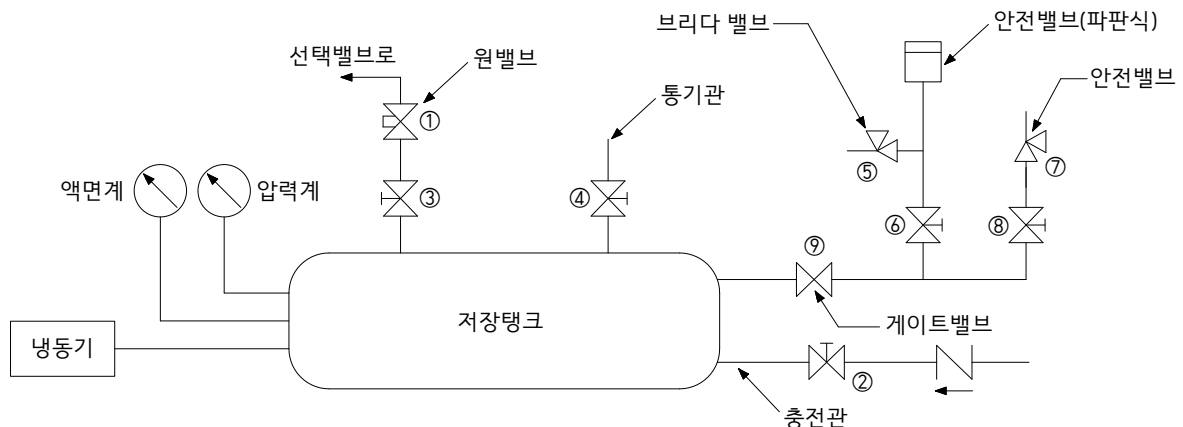 브리다 밸브
안전밸브(파판식)
선택밸브로
원밸브
통기관
안전밸브
①
⑤
⑦
액면계
압력계
③
④
⑥
⑧
⑨
저장탱크
게이트밸브
냉동기
②
충전관